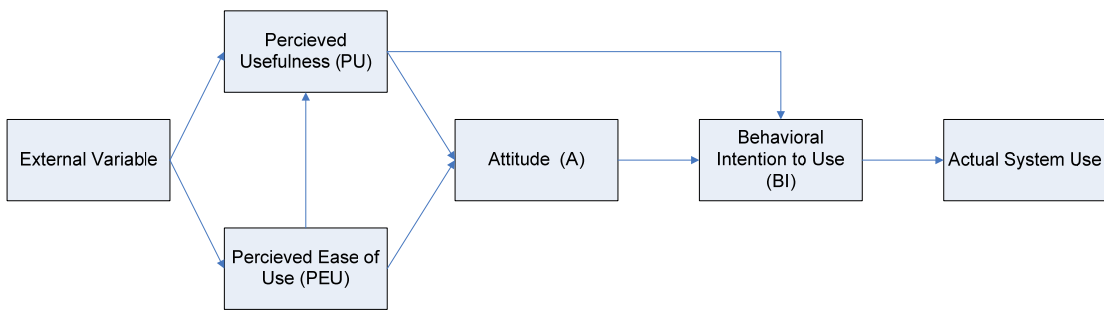 Percieved
Usefulness (PU)
External Variable
Attitude (A)
Behavioral
Intention to Use
(BI)
Actual System Use
Percieved Ease of
Use (PEU)